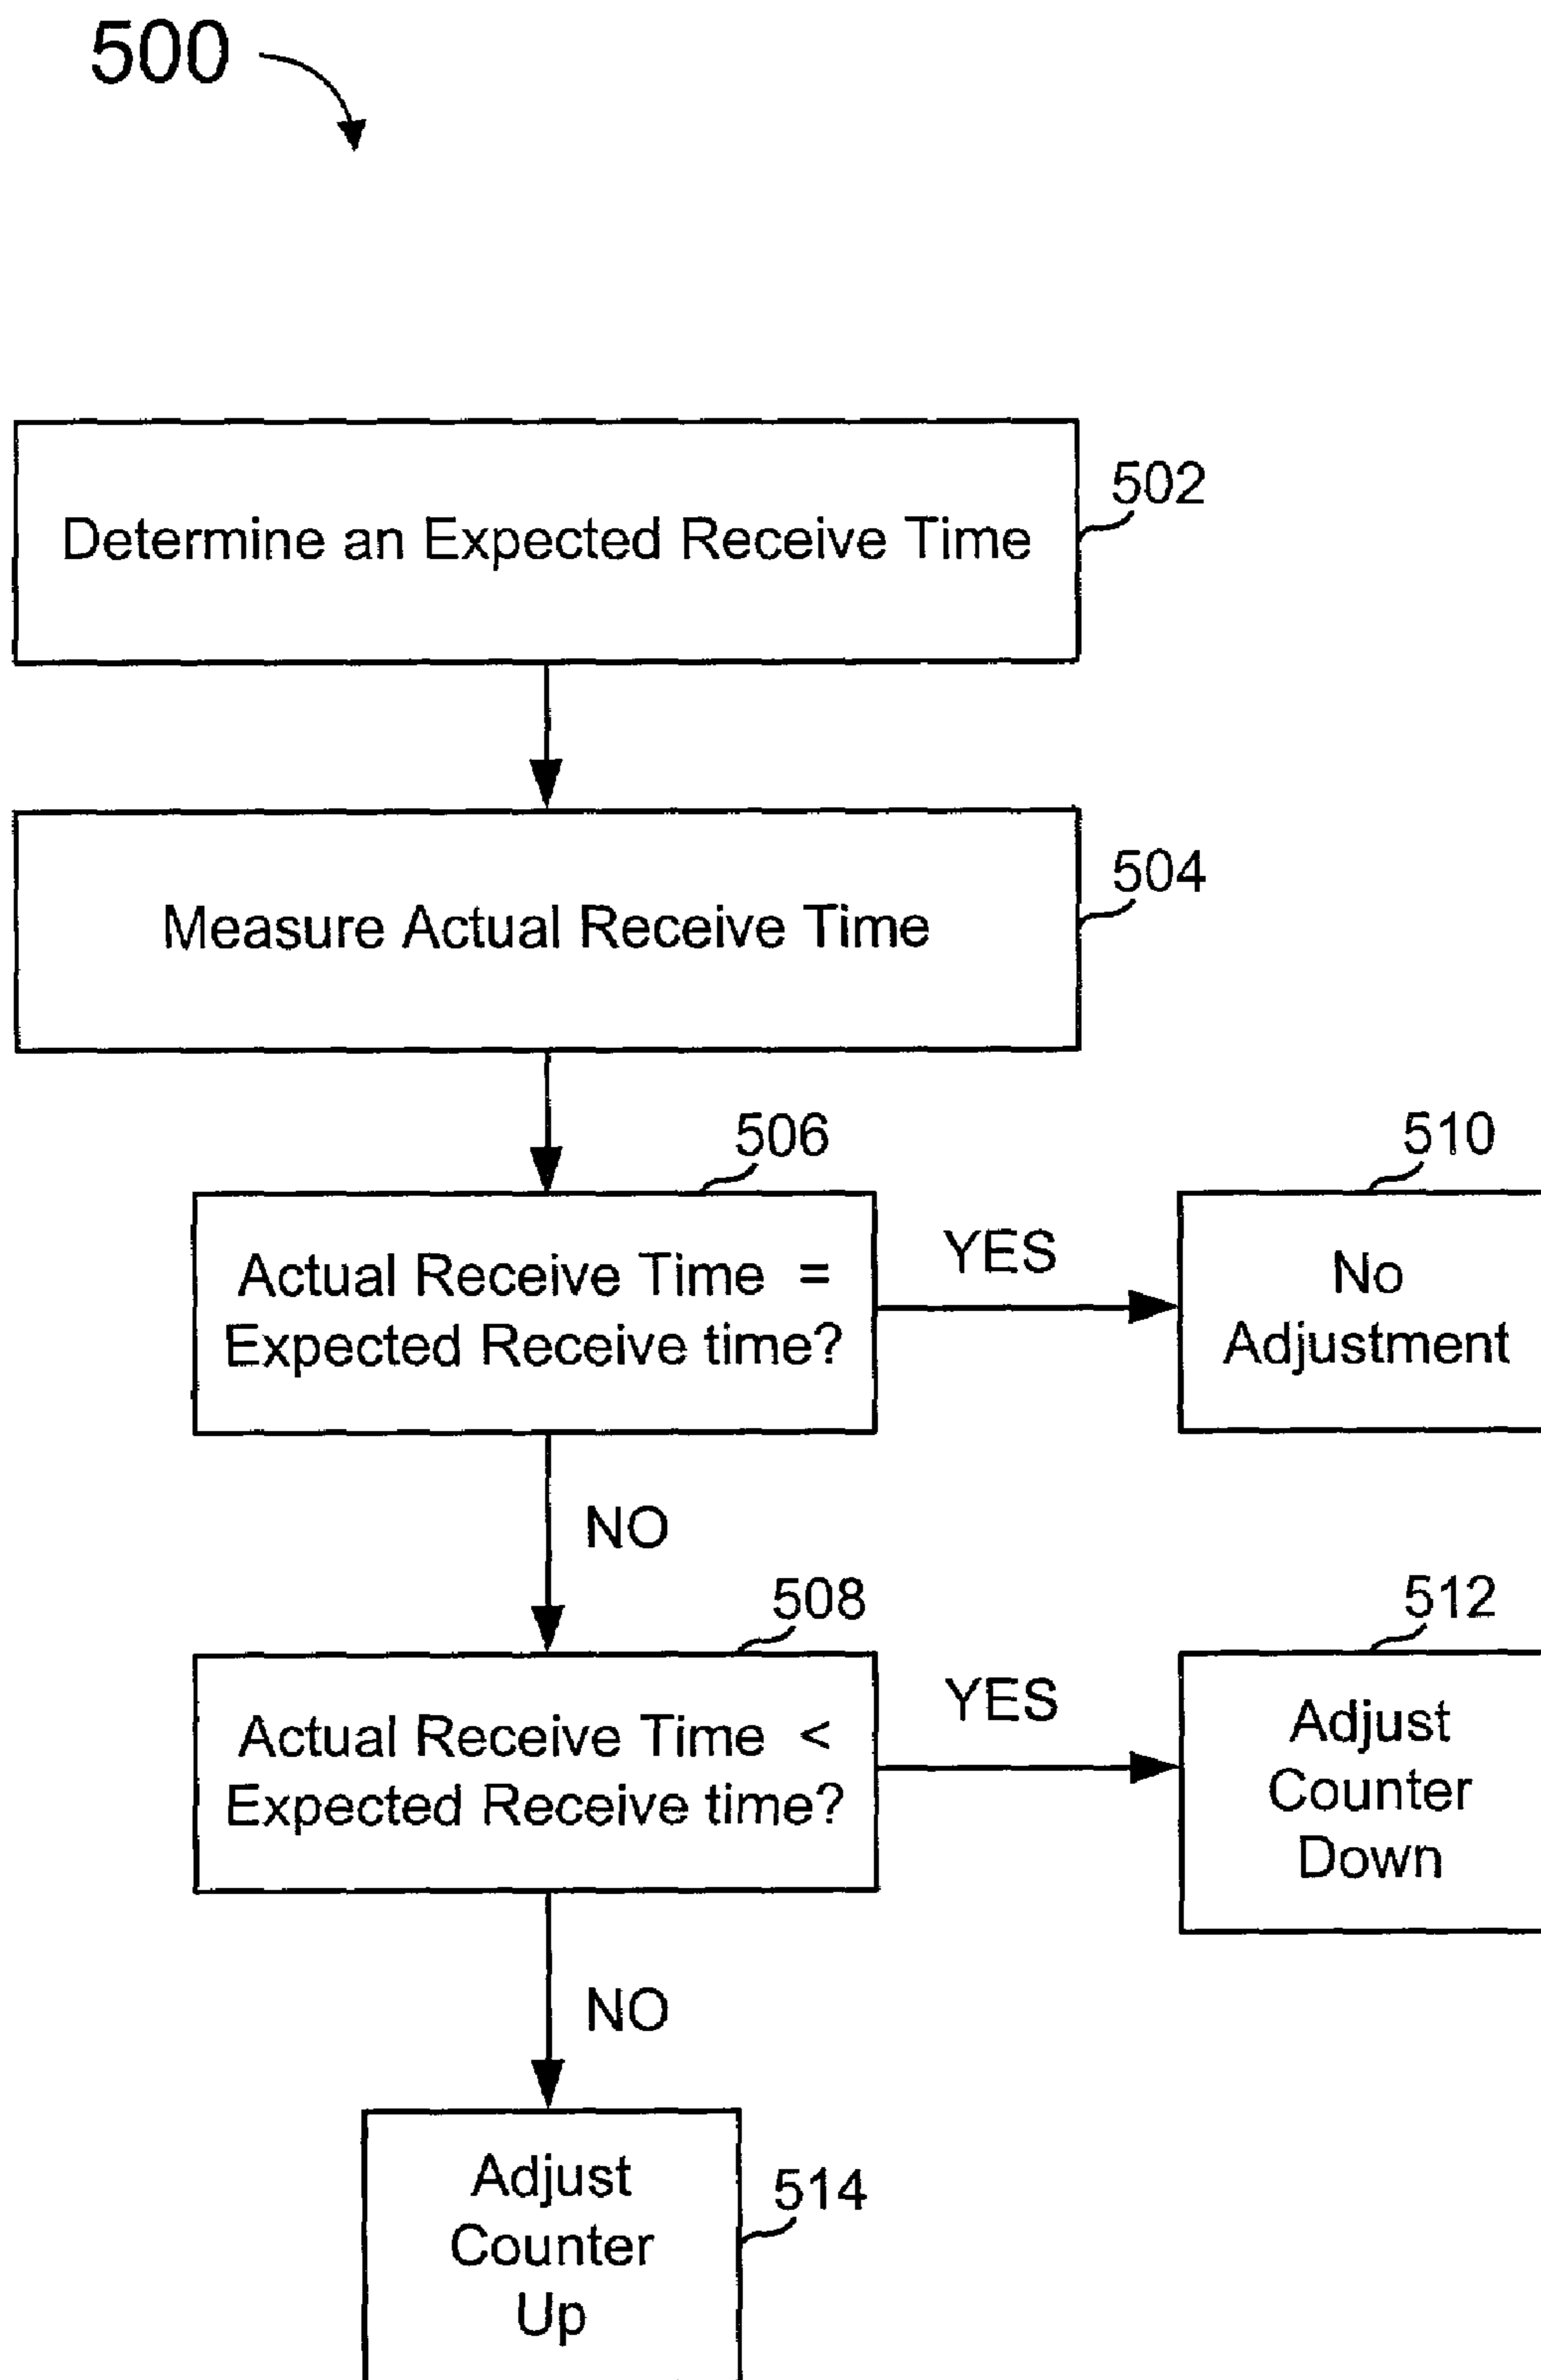 500
502
Determine an Expected Receive Time
504
Measure Actual Receive Time
506
Actual Receive Time =
Expected Receive time?
YES
510
No
Adjustment
NO
508
Actual Receive Time <
Expected Receive time?
YES
512
Adjust
Counter
Down
NO
Adjust
Counter
Up
514